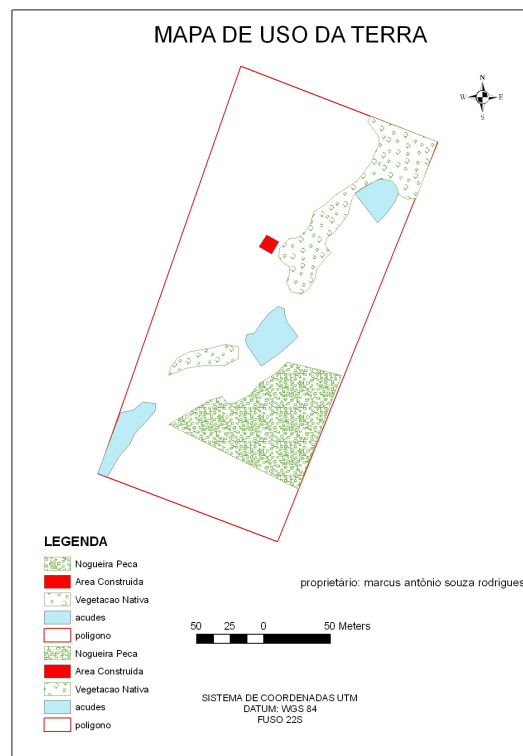 MAPA DE USO DA TERRA
N
W E
S
LEGENDA
Nogueira Peca
Area Construida
Vegetacao Nativa
acudes
poligono
Nogueira Peca
Area Construida
Vegetacao Nativa
acudes
poligono
proprietário: marcus antônio souza rodrigues
50 25 0 50 Meters
SISTEMA DE COORDENADAS UTM
DATUM: WGS 84
FUSO 22S